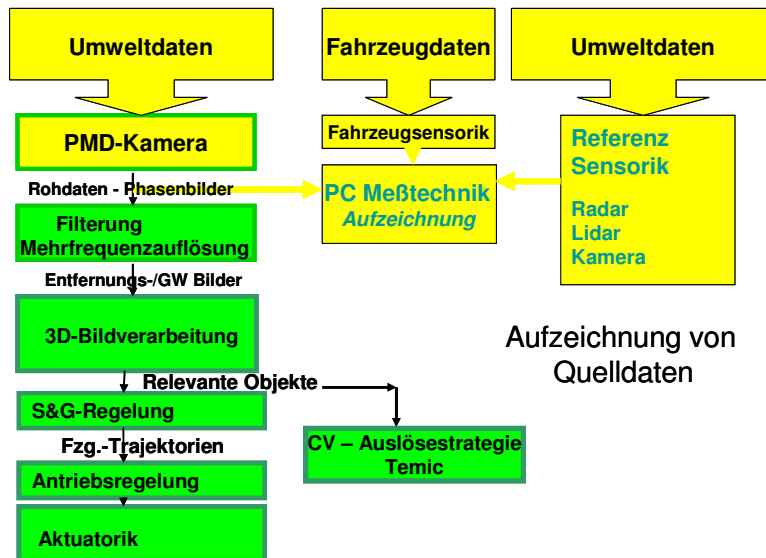 Umweltdaten
Fahrzeugdaten
Umweltdaten
PMD-Kamera
Fahrzeugsensorik
Referenz
Sensorik
Radar
Lidar
Kamera
Rohdaten - Phasenbilder
PC Meßtechnik
Aufzeichnung
Filterung
Mehrfrequenzauflösung
Entfernungs-/GW Bilder
3D-Bildverarbeitung
Aufzeichnung von
Quelldaten
Relevante Objekte
S&G-Regelung
Fzg.-Trajektorien
CV – Auslösestrategie
Temic
Antriebsregelung
Aktuatorik